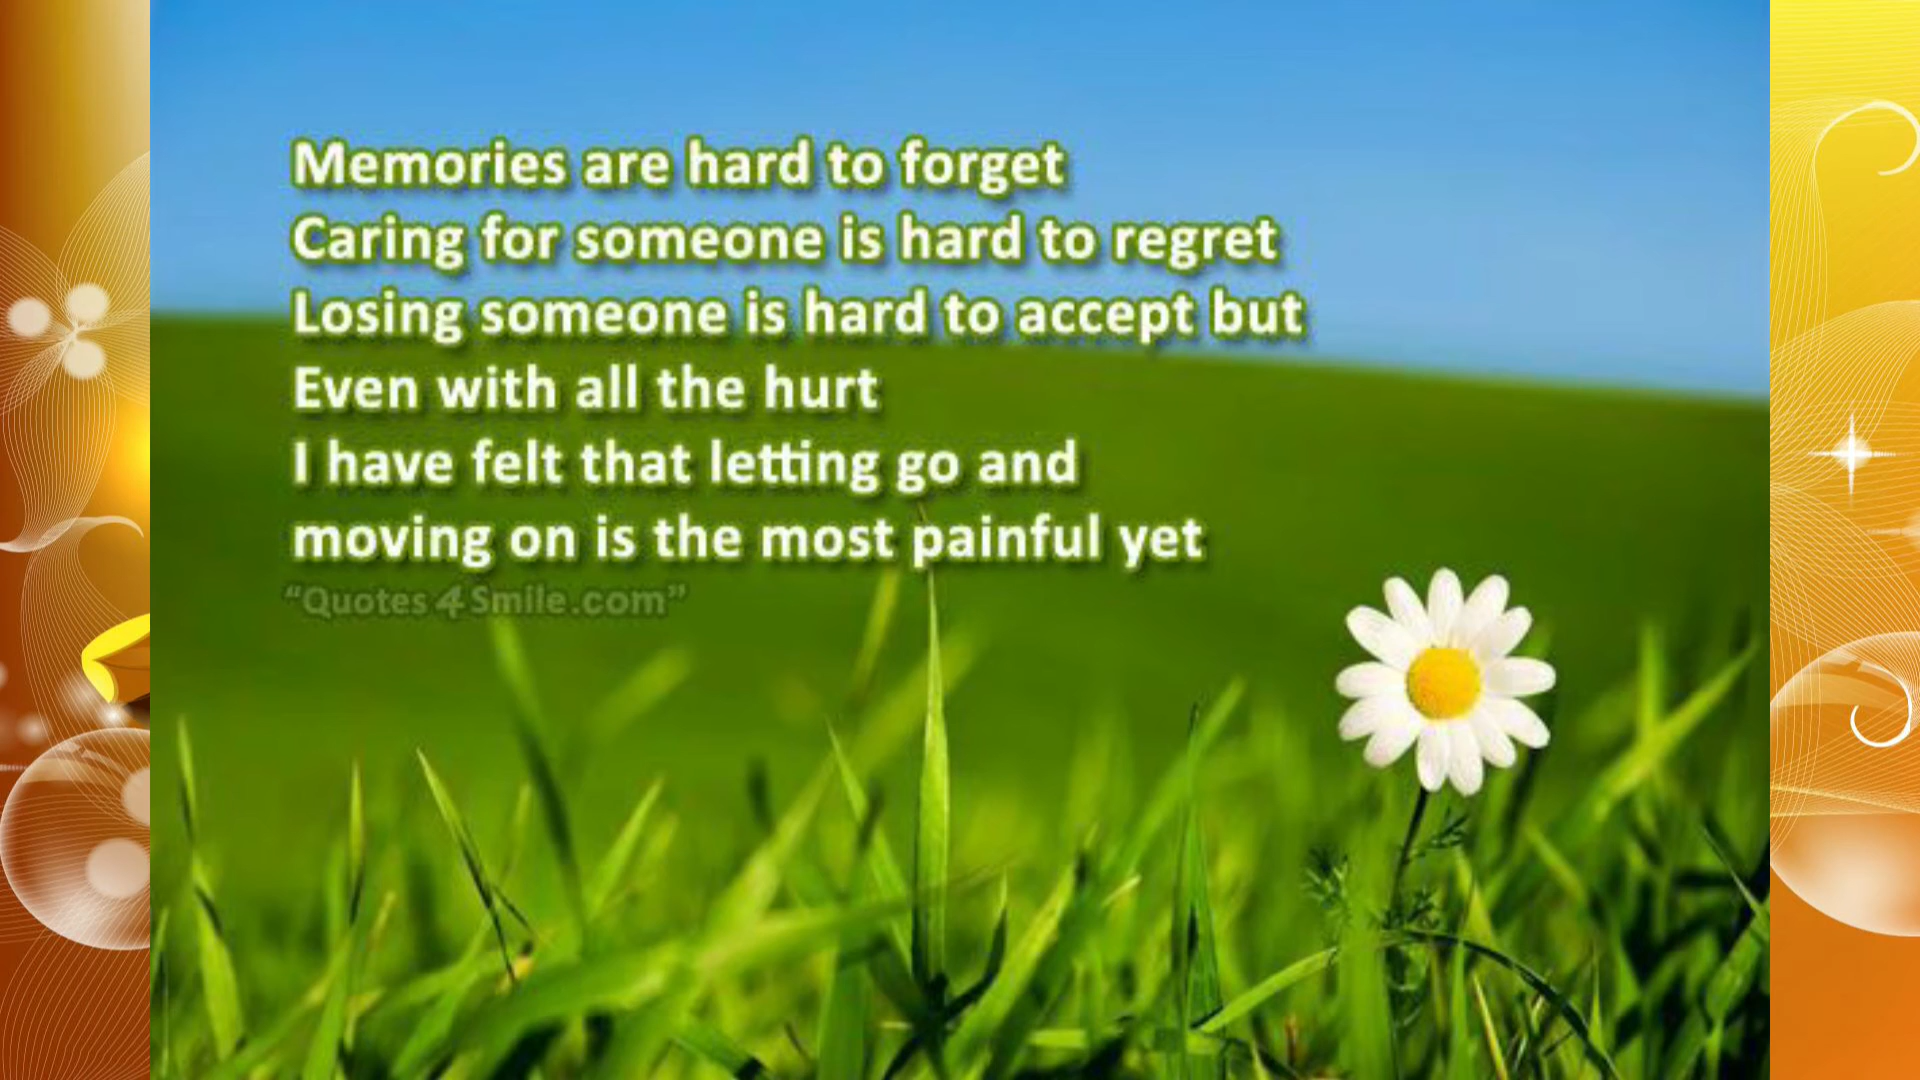 Memories are hard to forget
Caring for someone is hard to regret
Losing someone is hard to accept but
Even with all the hurt
I have felt that letting go and
moving on is the most painful yet
"Quotes 4 Smile.com"